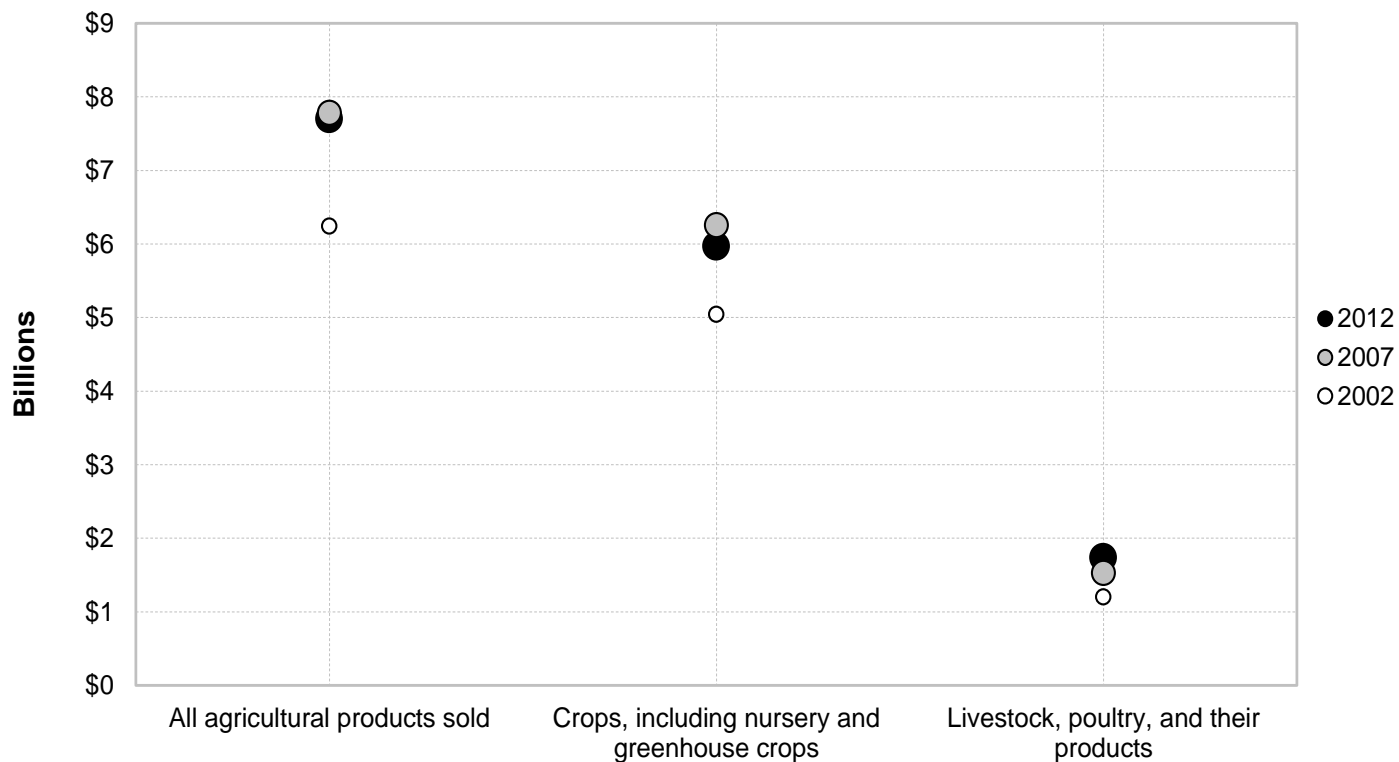 $9
$8
$7
$6
$5
$4
$3
$2
$1
$0
Billions
All agricultural products sold
Crops, including nursery and
greenhouse crops
Livestock, poultry, and their
products
2012
2007
2002